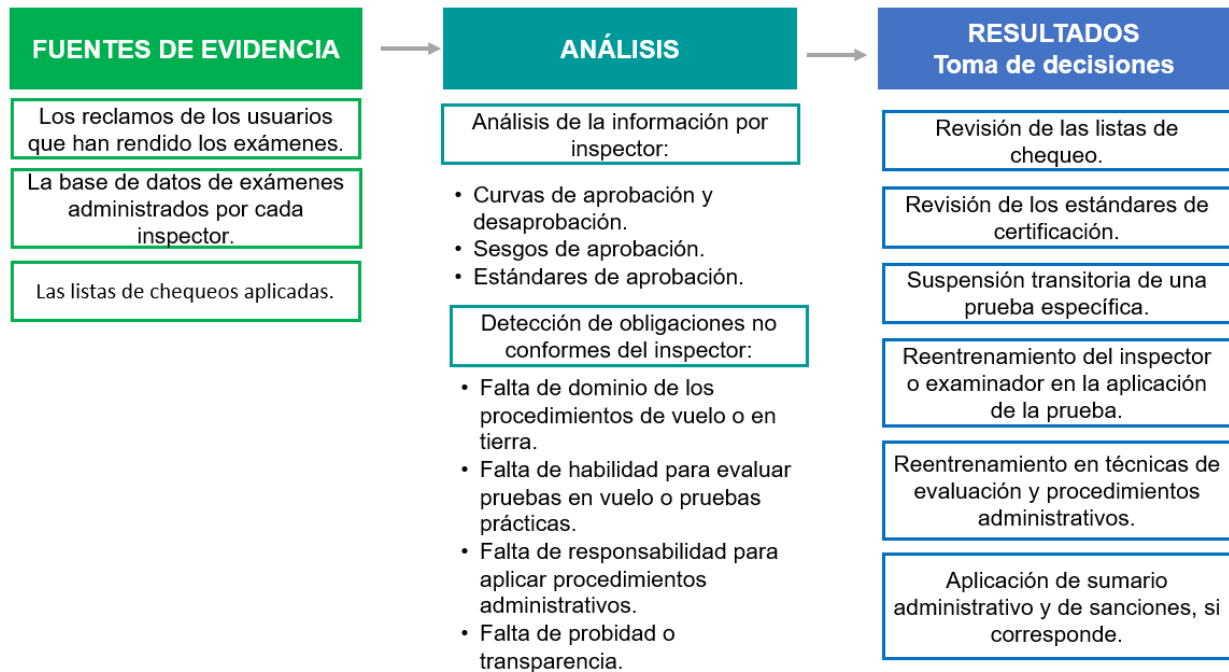 FUENTES DE EVIDENCIA
Los reclamos de los usuarios
que han rendido los exámenes.
La base de datos de exámenes
administrados por cada
inspector.
Las listas de chequeos aplicadas.
ANÁLISIS
Análisis de la información por
inspector:
• Curvas de aprobación y
desaprobación.
• Sesgos de aprobación.
• Estándares de aprobación.
Detección de obligaciones no
conformes del inspector:
• Falta de dominio de los
procedimientos de vuelo o en
tierra.
• Falta de habilidad para evaluar
pruebas en vuelo o pruebas
prácticas.
• Falta de responsabilidad para
aplicar procedimientos
administrativos.
• Falta de probidad o
transparencia.
RESULTADOS
Toma de decisiones
Revisión de las listas de
chequeo.
Revisión de los estándares de
certificación.
Suspensión transitoria de una
prueba específica.
Reentrenamiento del inspector
o examinador en la aplicación
de la prueba.
Reentrenamiento en técnicas de
evaluación y procedimientos
administrativos.
Aplicación de sumario
administrativo y de sanciones, si
corresponde.